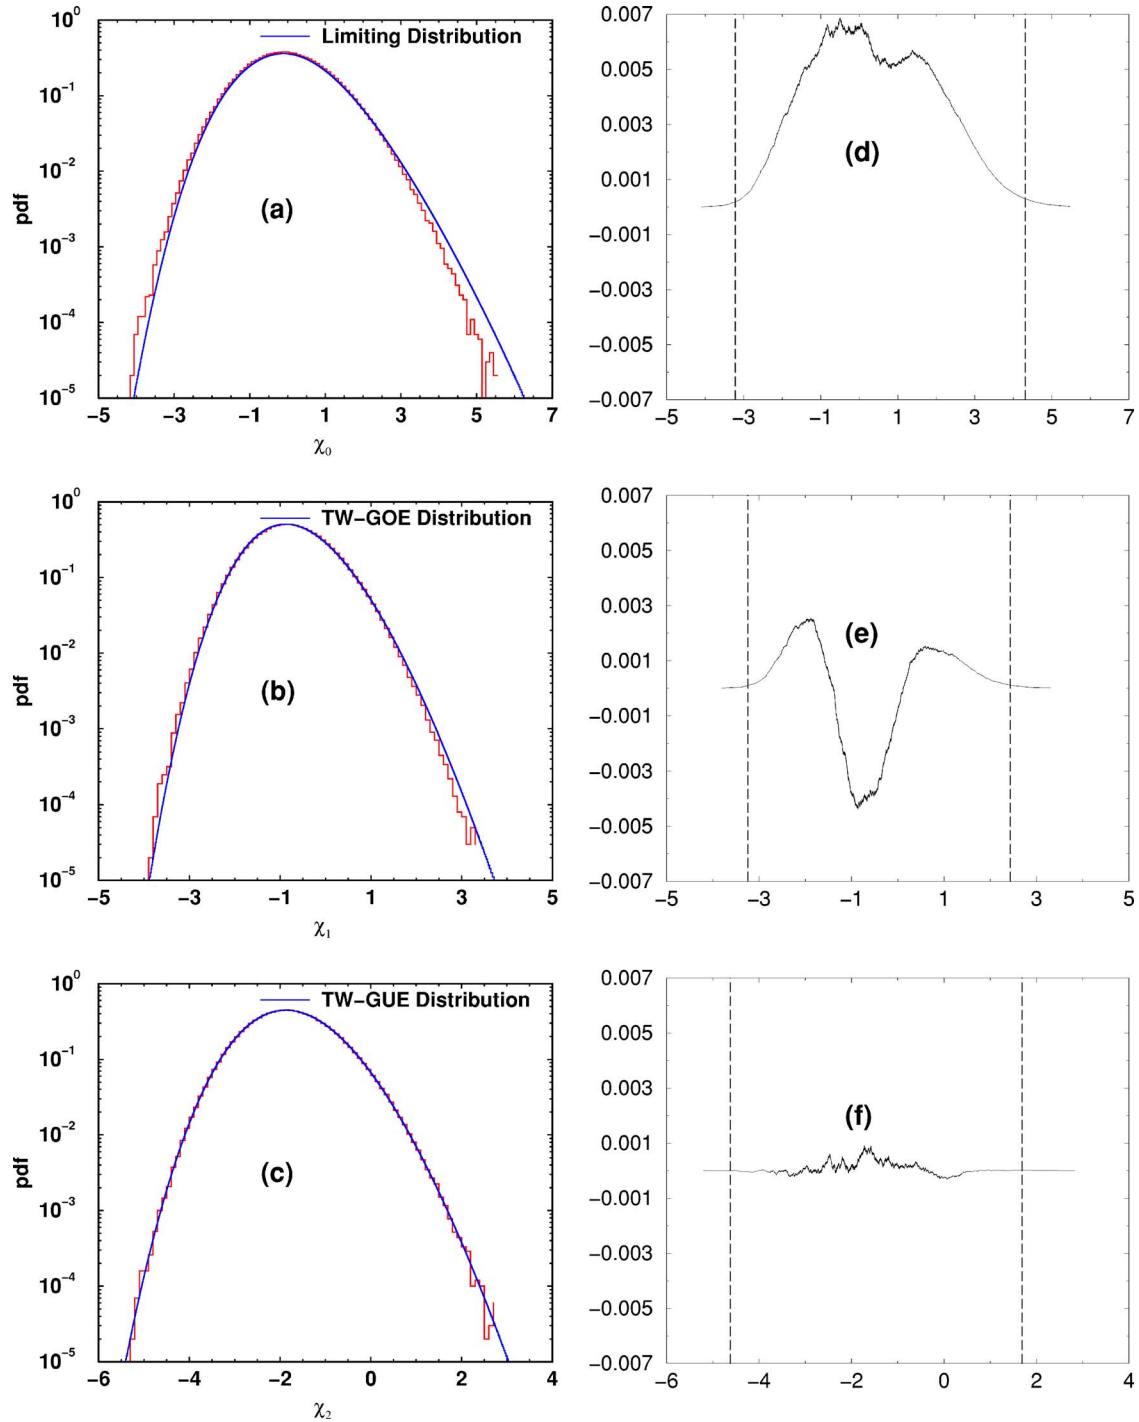 10^0
10^-1
10^-2
10^-3
10^-4
10^-5
pdf
Limiting Distribution
(a)
−5 −3 −1 1 3 5 7
χ_0
0.007
0.005
0.003
0.001
−0.001
−0.003
−0.005
−0.007
(d)
−5 −3 −1 1 3 5 7
10^0
10^-1
10^-2
10^-3
10^-4
10^-5
pdf
TW−GOE Distribution
(b)
−5 −3 −1 1 3 5
χ_1
0.007
0.005
0.003
0.001
−0.001
−0.003
−0.005
−0.007
(e)
−5 −3 −1 1 3 5
10^0
10^-1
10^-2
10^-3
10^-4
10^-5
pdf
TW−GUE Distribution
(c)
−6 −4 −2 0 2 4
χ_2
0.007
0.005
0.003
0.001
−0.001
−0.003
−0.005
−0.007
(f)
−6 −4 −2 0 2 4